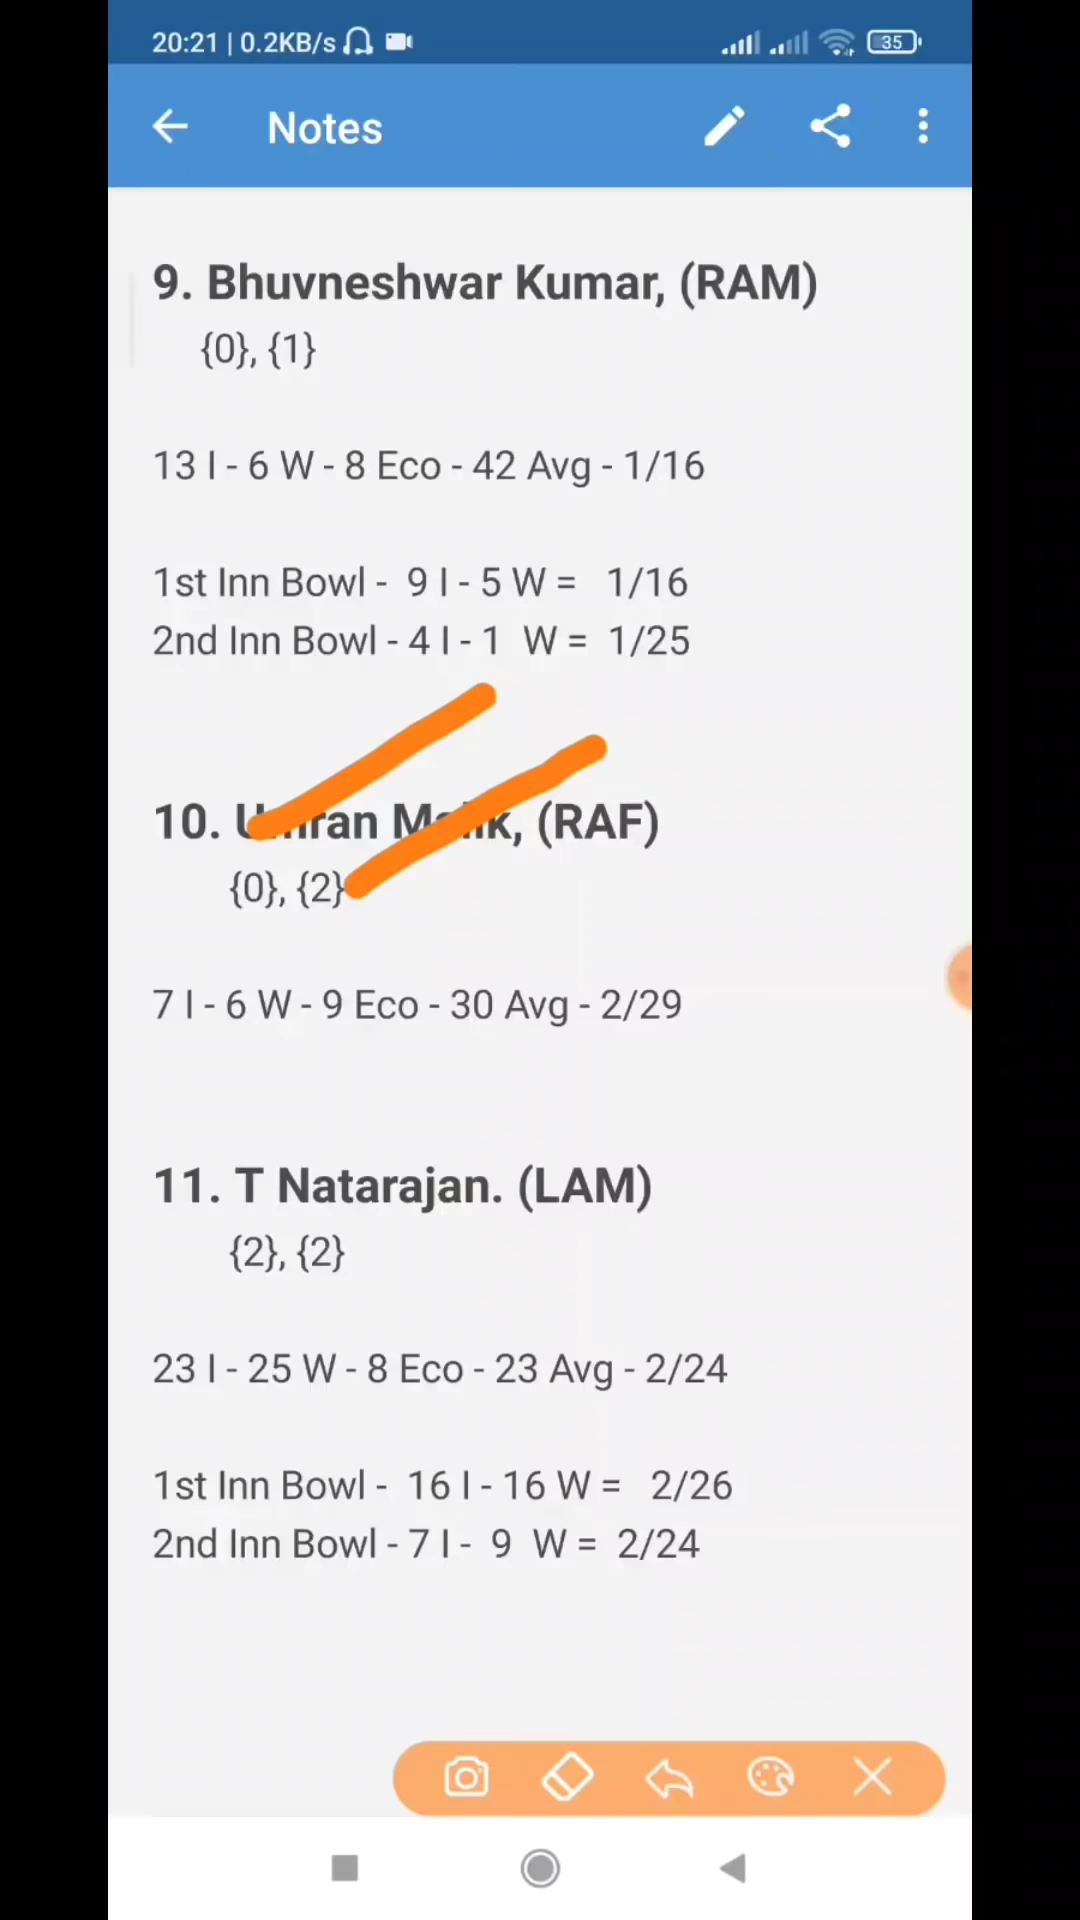 20:21 | 0.2KB/s
35
Notes
9. Bhuvneshwar Kumar, (RAM)
{0}, {1}
13 I - 6 W - 8 Eco - 42 Avg - 1/16
1st Inn Bowl - 9 I - 5 W = 1/16
2nd Inn Bowl - 4 I - 1 W = 1/25
10. Umran Malik, (RAF)
{0}, {2}
7 I - 6 W - 9 Eco - 30 Avg - 2/29
11. T Natarajan. (LAM)
{2}, {2}
23 I - 25 W - 8 Eco - 23 Avg - 2/24
1st Inn Bowl - 16 I - 16 W = 2/26
2nd Inn Bowl - 7 I - 9 W = 2/24